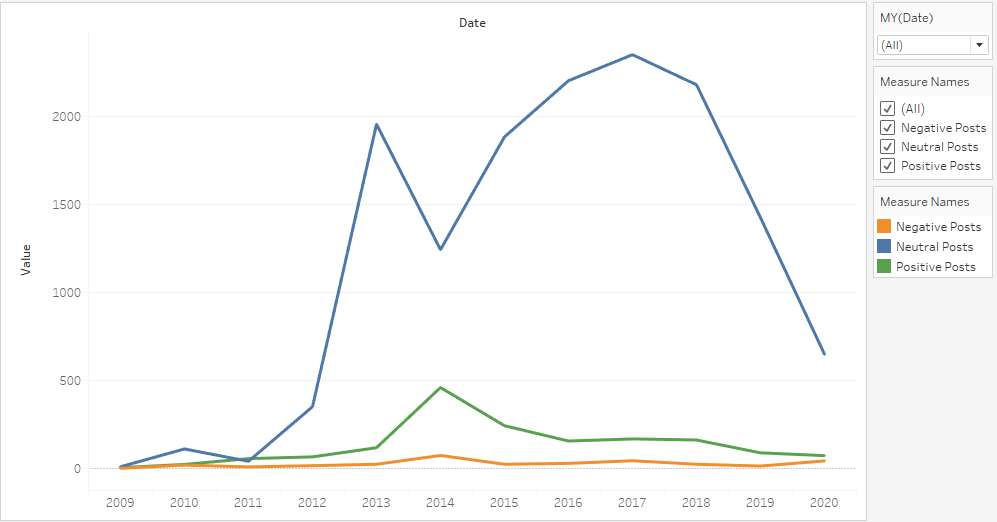 Date
Value
2000
1500
1000
500
0
2009 2010 2011 2012 2013 2014 2015 2016 2017 2018 2019 2020
MY(Date)
(All)
Measure Names
(All)
Negative Posts
Neutral Posts
Positive Posts
Measure Names
Negative Posts
Neutral Posts
Positive Posts